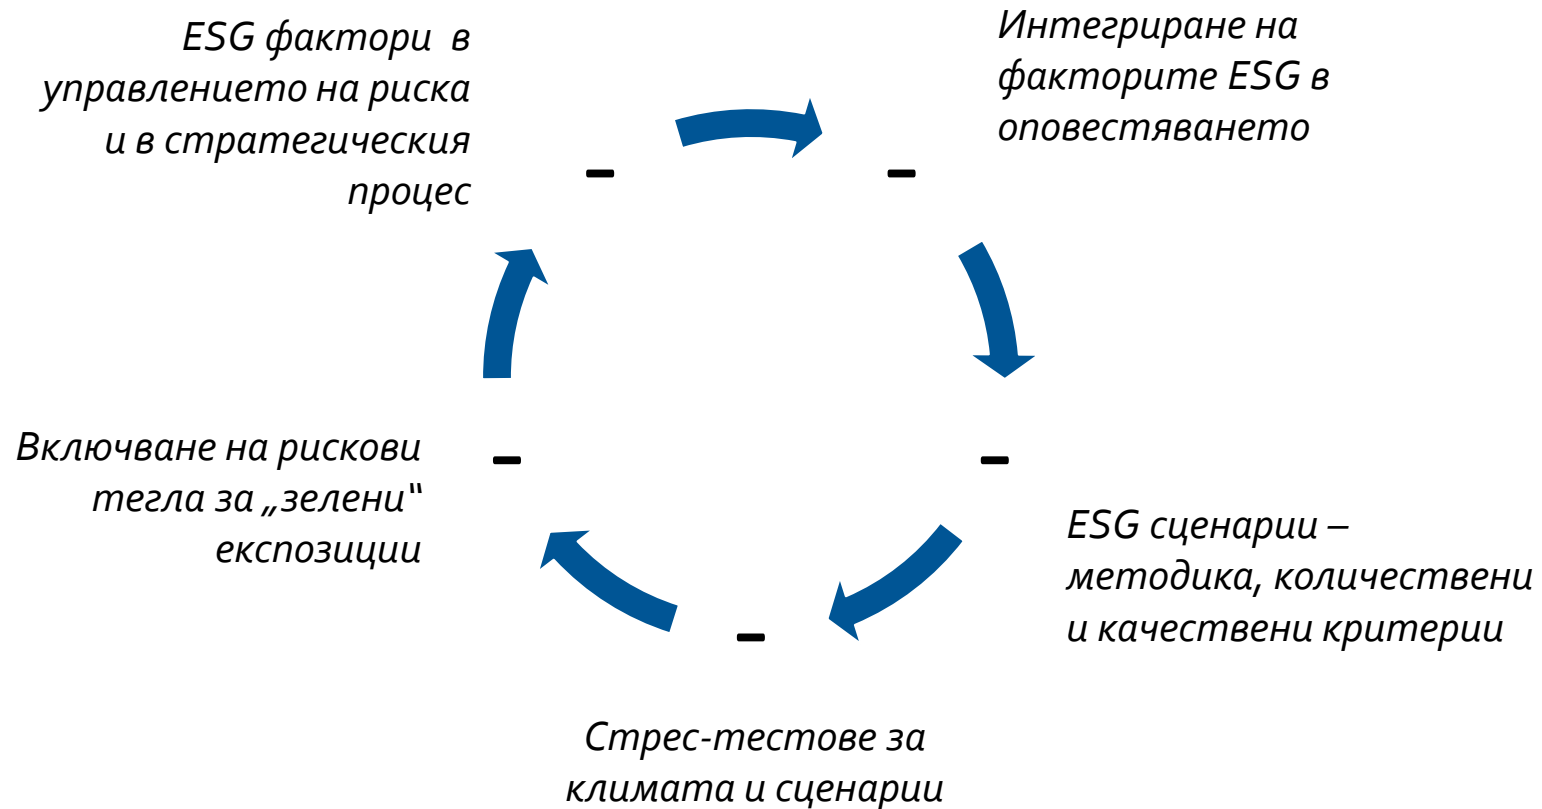 ESG фактори в
управлението на риска
и в стратегическия
процес
Интегриране на
факторите ESG в
оповестяването
-
-
Включване на рискови
тегла за „зелени“
експозиции
-
-
ESG сценарии –
методика, количествени
и качествени критерии
-
Стрес-тестове за
климата и сценарии